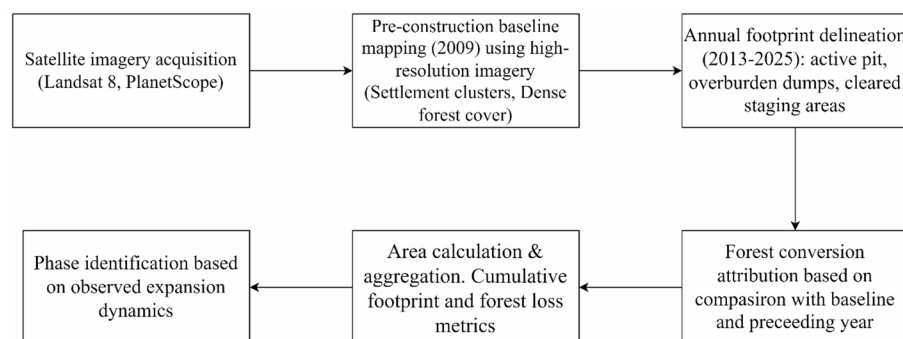 Satellite imagery acquisition
(Landsat 8, PlanetScope)
Pre-construction baseline
mapping (2009) using high-
resolution imagery
(Settlement clusters, Dense
forest cover)
Annual footprint delineation
(2013-2025): active pit,
overburden dumps, cleared
staging areas
Forest conversion
attribution based on
compasiron with baseline
and preceeding year
Area calculation &
aggregation. Cumulative
footprint and forest loss
metrics
Phase identification based
on observed expansion
dynamics